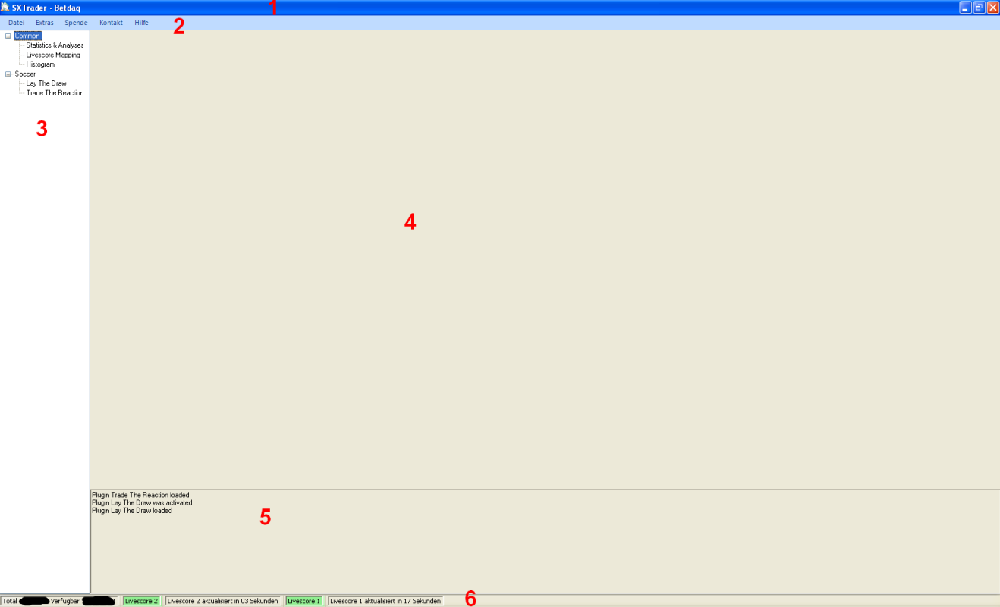 SXTrader - Betdaq
1
Datei Extras Spende Kontakt Hilfe
2
Common
Statistics & Analyses
Livescore Mapping
Histogram
Soccer
Lay The Draw
Trade The Reaction
3
4
Plugin Trade The Reaction loaded
Plugin Lay The Draw was activated
Plugin Lay The Draw loaded
5
Total Verfügbar Livescore 2 Livescore 2 aktualisiert in 03 Sekunden Livescore 1 Livescore 1 aktualisiert in 17 Sekunden
6